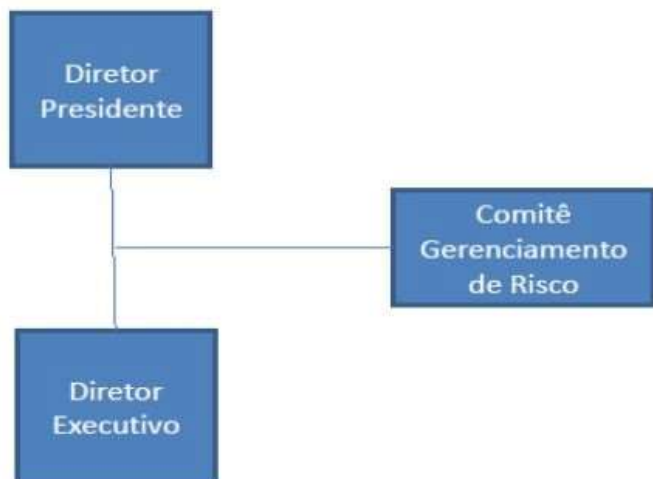 Diretor
Presidente
Comitê
Gerenciamento
de Risco
Diretor
Executivo